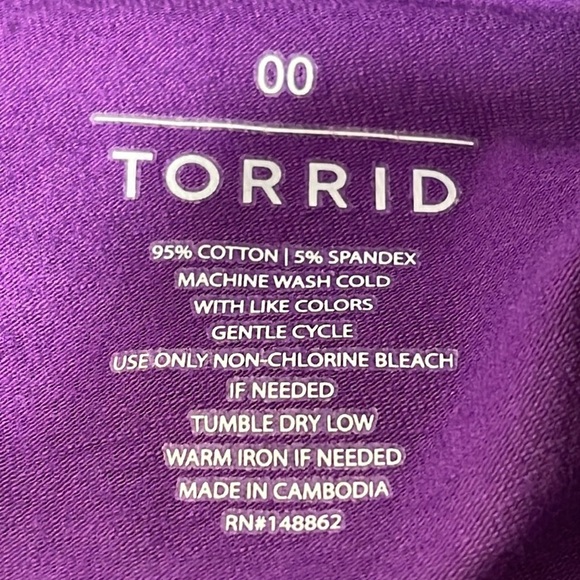 00
TORRID
95% COTTON | 5% SPANDEX
MACHINE WASH COLD
WITH LIKE COLORS
GENTLE CYCLE
USE ONLY NON-CHLORINE BLEACH
IF NEEDED
TUMBLE DRY LOW
WARM IRON IF NEEDED
MADE IN CAMBODIA
RN#148862